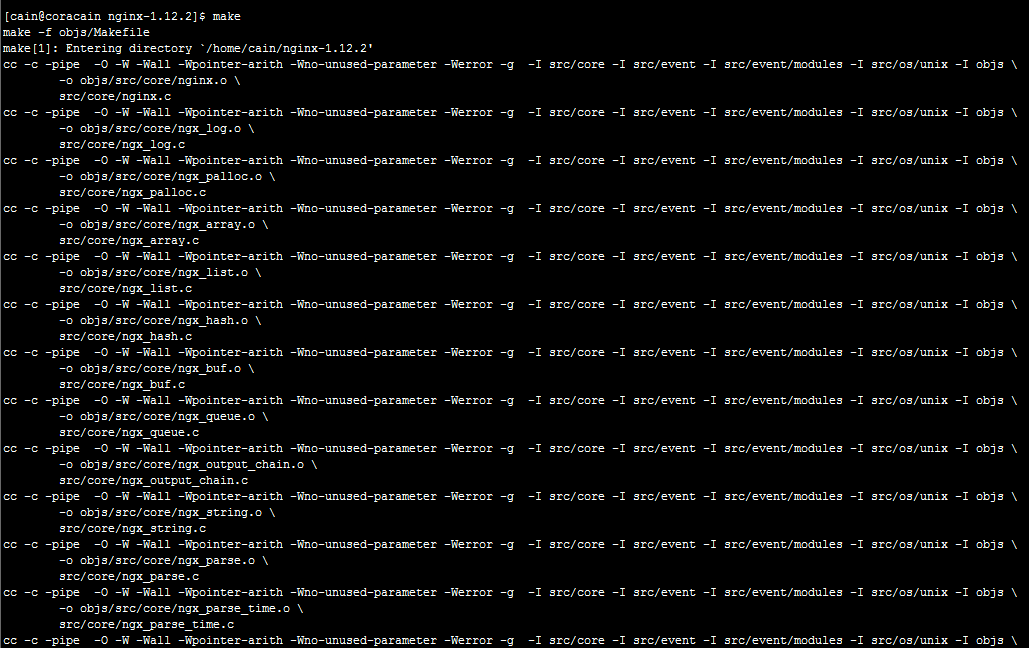 [cain@coracain nginx-1.12.2]$ make
make -f objs/Makefile
make[1]: Entering directory `/home/cain/nginx-1.12.2'
cc -c -pipe  -O -W -Wall -Wpointer-arith -Wno-unused-parameter -Werror -g  -I src/core -I src/event -I src/event/modules -I src/os/unix -I objs \
        -o objs/src/core/nginx.o \
        src/core/nginx.c
cc -c -pipe  -O -W -Wall -Wpointer-arith -Wno-unused-parameter -Werror -g  -I src/core -I src/event -I src/event/modules -I src/os/unix -I objs \
        -o objs/src/core/ngx_log.o \
        src/core/ngx_log.c
cc -c -pipe  -O -W -Wall -Wpointer-arith -Wno-unused-parameter -Werror -g  -I src/core -I src/event -I src/event/modules -I src/os/unix -I objs \
        -o objs/src/core/ngx_palloc.o \
        src/core/ngx_palloc.c
cc -c -pipe  -O -W -Wall -Wpointer-arith -Wno-unused-parameter -Werror -g  -I src/core -I src/event -I src/event/modules -I src/os/unix -I objs \
        -o objs/src/core/ngx_array.o \
        src/core/ngx_array.c
cc -c -pipe  -O -W -Wall -Wpointer-arith -Wno-unused-parameter -Werror -g  -I src/core -I src/event -I src/event/modules -I src/os/unix -I objs \
        -o objs/src/core/ngx_list.o \
        src/core/ngx_list.c
cc -c -pipe  -O -W -Wall -Wpointer-arith -Wno-unused-parameter -Werror -g  -I src/core -I src/event -I src/event/modules -I src/os/unix -I objs \
        -o objs/src/core/ngx_hash.o \
        src/core/ngx_hash.c
cc -c -pipe  -O -W -Wall -Wpointer-arith -Wno-unused-parameter -Werror -g  -I src/core -I src/event -I src/event/modules -I src/os/unix -I objs \
        -o objs/src/core/ngx_buf.o \
        src/core/ngx_buf.c
cc -c -pipe  -O -W -Wall -Wpointer-arith -Wno-unused-parameter -Werror -g  -I src/core -I src/event -I src/event/modules -I src/os/unix -I objs \
        -o objs/src/core/ngx_queue.o \
        src/core/ngx_queue.c
cc -c -pipe  -O -W -Wall -Wpointer-arith -Wno-unused-parameter -Werror -g  -I src/core -I src/event -I src/event/modules -I src/os/unix -I objs \
        -o objs/src/core/ngx_output_chain.o \
        src/core/ngx_output_chain.c
cc -c -pipe  -O -W -Wall -Wpointer-arith -Wno-unused-parameter -Werror -g  -I src/core -I src/event -I src/event/modules -I src/os/unix -I objs \
        -o objs/src/core/ngx_string.o \
        src/core/ngx_string.c
cc -c -pipe  -O -W -Wall -Wpointer-arith -Wno-unused-parameter -Werror -g  -I src/core -I src/event -I src/event/modules -I src/os/unix -I objs \
        -o objs/src/core/ngx_parse.o \
        src/core/ngx_parse.c
cc -c -pipe  -O -W -Wall -Wpointer-arith -Wno-unused-parameter -Werror -g  -I src/core -I src/event -I src/event/modules -I src/os/unix -I objs \
        -o objs/src/core/ngx_parse_time.o \
        src/core/ngx_parse_time.c
cc -c -pipe  -O -W -Wall -Wpointer-arith -Wno-unused-parameter -Werror -g  -I src/core -I src/event -I src/event/modules -I src/os/unix -I objs \